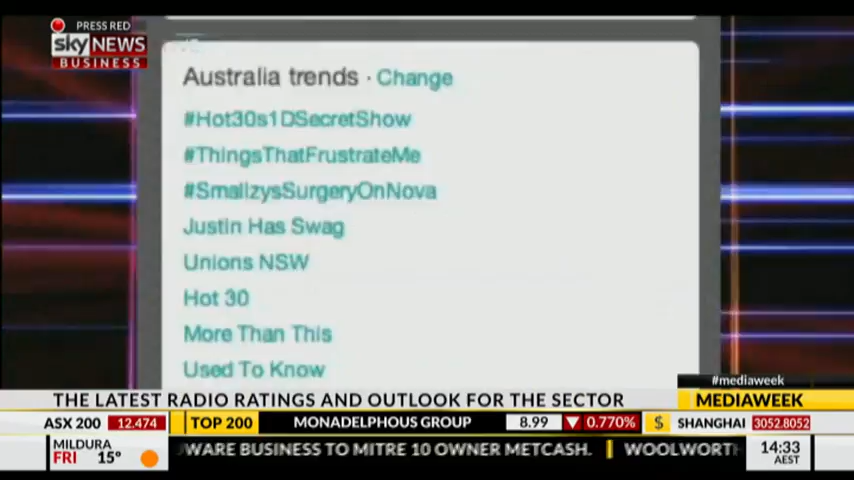 PRESS RED
sky NEWS
BUSINESS
Australia trends · Change
#Hot30s1DSecretShow
#ThingsThatFrustrateMe
#SmallzysSurgeryOnNova
Justin Has Swag
Unions NSW
Hot 30
More Than This
Used To Know
#mediaweek
THE LATEST RADIO RATINGS AND OUTLOOK FOR THE SECTOR
MEDIAWEEK
ASX 200 12.474 TOP 200 MONADELPHOUS GROUP 8.99 0.770% $ SHANGHAI 3052.8052
MILDURA
FRI 15°
WARE BUSINESS TO MITRE 10 OWNER METCASH. WOOLWORTH
14:33
AEST